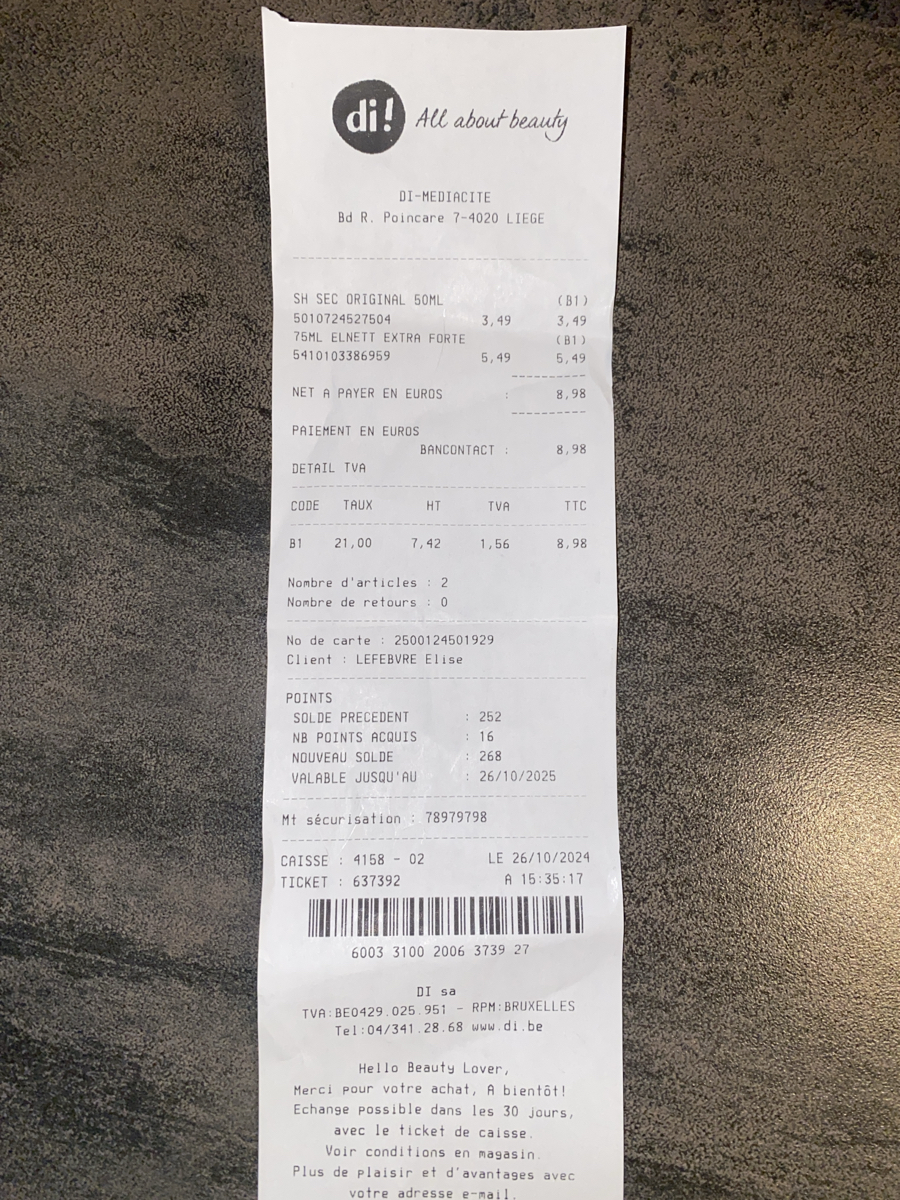 di! All about beauty
DI-MEDIACITE
Bd R. Poincare 7-4020 LIEGE
SH SEC ORIGINAL 50ML (B1)
5010724527504 3,49 3,49
75ML ELNETT EXTRA FORTE (B1)
5410103386959 5,49 5,49
NET A PAYER EN EUROS : 8,98
PAIEMENT EN EUROS
BANCONTACT : 8,98
DETAIL TVA
CODE TAUX HT TVA TTC
B1 21,00 7,42 1,56 8,98
Nombre d'articles : 2
Nombre de retours : 0
No de carte : 2500124501929
Client : LEFEBVRE Elise
POINTS
SOLDE PRECEDENT : 252
NB POINTS ACQUIS : 16
NOUVEAU SOLDE : 268
VALABLE JUSQU'AU : 26/10/2025
Mt sécurisation : 78979798
CAISSE : 4158 - 02 LE 26/10/2024
TICKET : 637392 A 15:35:17
6003 3100 2006 3739 27
DI sa
TVA:BE0429.025.951 - RPM:BRUXELLES
Tel:04/341.28.68 www.di.be
Hello Beauty Lover,
Merci pour votre achat, A bientôt!
Echange possible dans les 30 jours,
avec le ticket de caisse.
Voir conditions en magasin.
Plus de plaisir et d'avantages avec
votre adresse e-mail.